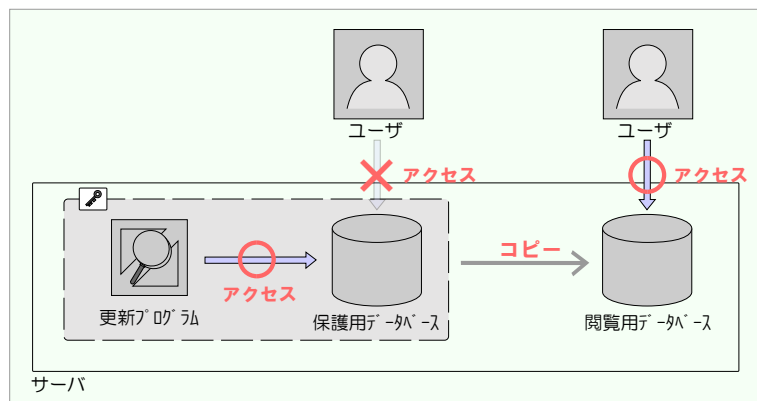 ユーザ
ユーザ
アクセス
アクセス
コピー
アクセス
更新ﾌﾟﾛｸﾞﾗﾑ
保護用ﾃﾞｰﾀﾍﾞｰｽ
閲覧用ﾃﾞｰﾀﾍﾞｰｽ
サーバ